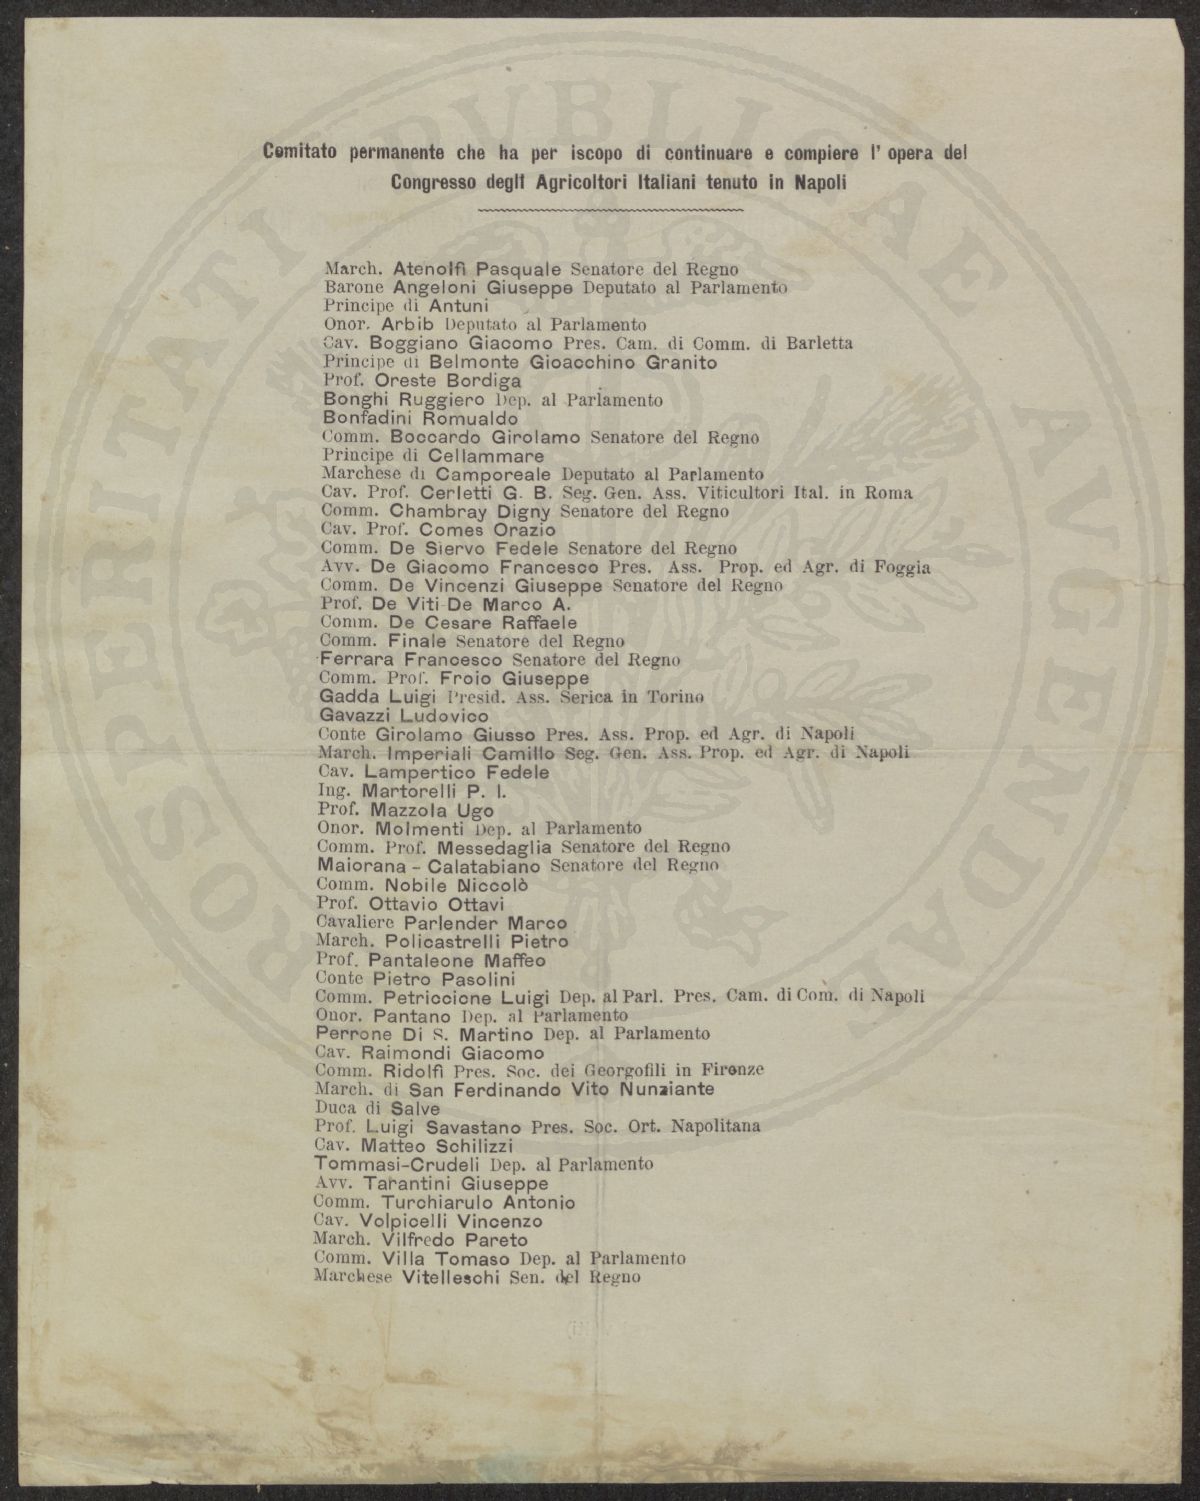 Comitato permanente che ha per iscopo di continuare e compiere l' opera del
Congresso degli Agricoltori Italiani tenuto in Napoli
March. Atenolfi Pasquale Senatore del Regno
Barone Angeloni Giuseppe Deputato al Parlamento
Principe di Antuni
Onor. Arbib Deputato al Parlamento
Cav. Boggiano Giacomo Pres. Cam. di Comm. di Barletta
Principe di Belmonte Gioacchino Granito
Prof. Oreste Bordiga
Bonghi Ruggiero Dep. al Parlamento
Bonfadini Romualdo
Comm. Boccardo Girolamo Senatore del Regno
Principe di Cellammare
Marchese di Camporeale Deputato al Parlamento
Cav. Prof. Cerletti G. B. Seg. Gen. Ass. Viticultori Ital. in Roma
Comm. Chambray Digny Senatore del Regno
Cav. Prof. Comes Orazio
Comm. De Siervo Fedele Senatore del Regno
Avv. De Giacomo Francesco Pres. Ass. Prop. ed Agr. di Foggia
Comm. De Vincenzi Giuseppe Senatore del Regno
Prof. De Viti-De Marco A.
Comm. De Cesare Raffaele
Comm. Finale Senatore del Regno
Ferrara Francesco Senatore del Regno
Comm. Prof. Froio Giuseppe
Gadda Luigi Presid. Ass. Serica in Torino
Gavazzi Ludovico
Conte Girolamo Giusso Pres. Ass. Prop. ed Agr. di Napoli
March. Imperiali Camillo Seg. Gen. Ass. Prop. ed Agr. di Napoli
Cav. Lampertico Fedele
Ing. Martorelli P. I.
Prof. Mazzola Ugo
Onor. Molmenti Dep. al Parlamento
Comm. Prof. Messedaglia Senatore del Regno
Maiorana - Calatabiano Senatore del Regno
Comm. Nobile Niccolò
Prof. Ottavio Ottavi
Cavaliere Parlender Marco
March. Policastrelli Pietro
Prof. Pantaleone Maffeo
Conte Pietro Pasolini
Comm. Petriccione Luigi Dep. al Parl. Pres. Cam. di Com. di Napoli
Onor. Pantano Dep. al Parlamento
Perrone Di S. Martino Dep. al Parlamento
Cav. Raimondi Giacomo
Comm. Ridolfi Pres. Soc. dei Georgofili in Firenze
March. di San Ferdinando Vito Nunziante
Duca di Salve
Prof. Luigi Savastano Pres. Soc. Ort. Napolitana
Cav. Matteo Schilizzi
Tommasi-Crudeli Dep. al Parlamento
Avv. Tarantini Giuseppe
Comm. Turchiarulo Antonio
Cav. Volpicelli Vincenzo
March. Vilfredo Pareto
Comm. Villa Tomaso Dep. al Parlamento
Marchese Vitelleschi Sen. del Regno
PROSPERITATI PVBLICAE AVGENDAE